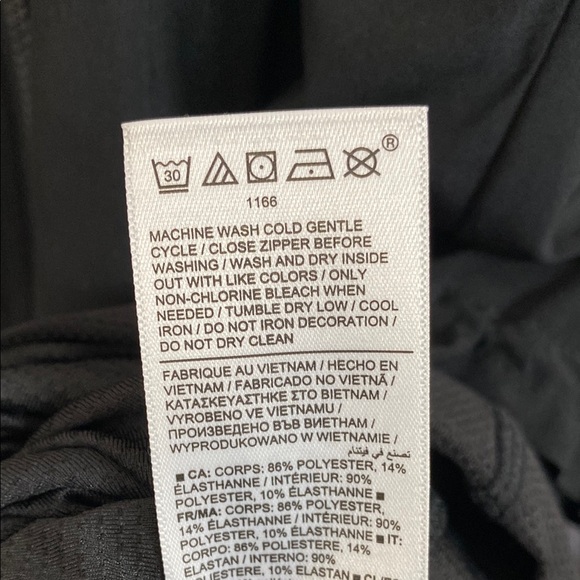 30
®
1166
MACHINE WASH COLD GENTLE
CYCLE / CLOSE ZIPPER BEFORE
WASHING / WASH AND DRY INSIDE
OUT WITH LIKE COLORS / ONLY
NON-CHLORINE BLEACH WHEN
NEEDED / TUMBLE DRY LOW / COOL
IRON / DO NOT IRON DECORATION /
DO NOT DRY CLEAN
FABRIQUE AU VIETNAM / HECHO EN
VIETNAM / FABRICADO NO VIETNÃ /
ΚΑΤΑΣΚΕΥΑΣΤΗΚΕ ΣΤΟ ΒΙΕΤΝΑΜ /
VYROBENO VE VIETNAMU /
ПРОИЗВЕДЕНО ВЪВ ВИЕТНАМ /
WYPRODUKOWANO W WIETNAMIE /
تصنع في فيتنام
■ CA: CORPS: 86% POLYESTER, 14%
ÉLASTHANNE / INTÉRIEUR: 90%
POLYESTER, 10% ÉLASTHANNE ■
FR/MA: CORPS: 86% POLYESTER,
14% ÉLASTHANNE / INTÉRIEUR: 90%
POLYESTER, 10% ÉLASTHANNE ■ IT:
CORPO: 86% POLIESTERE, 14%
ELASTAN / INTERNO: 90%
POLIESTERE, 10% ELASTAN ■